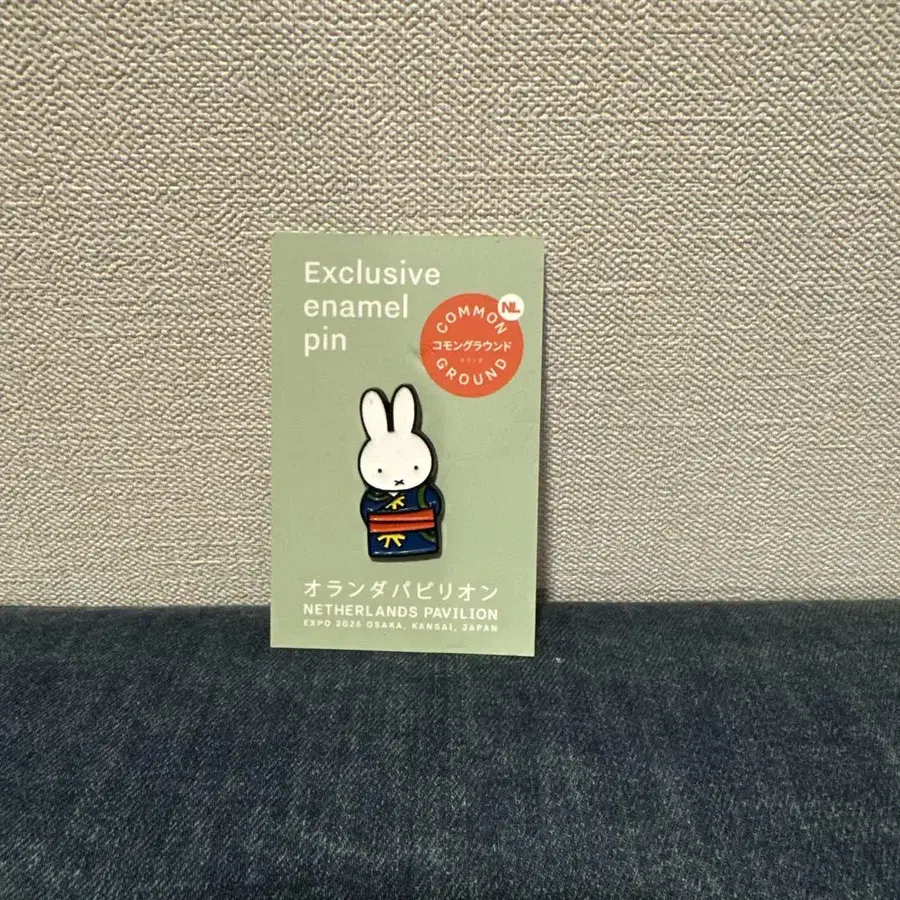 Exclusive
enamel
pin
NL
COMMON
コモングラウンド
GROUND
オランダパビリオン
NETHERLANDS PAVILION
EXPO 2025 OSAKA, KANSAI, JAPAN